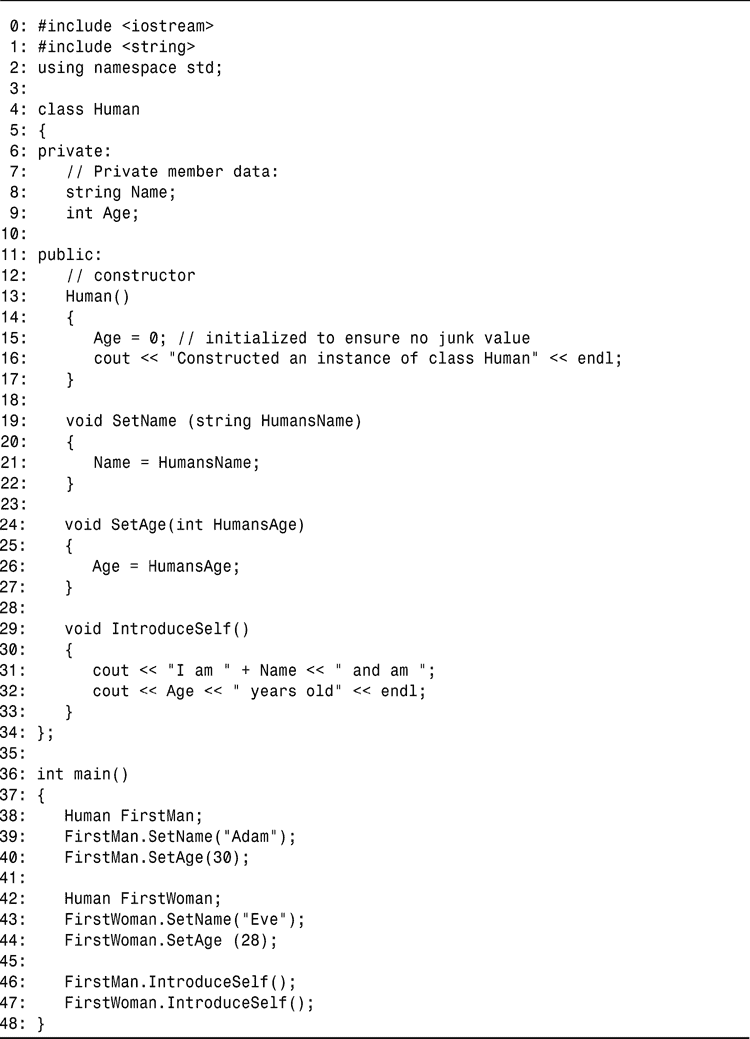 0: #include <iostream>
1: #include <string>
2: using namespace std;
3:
4: class Human
5: {
6: private:
7:    // Private member data:
8:    string Name;
9:    int Age;
10:
11: public:
12:    // constructor
13:    Human()
14:    {
15:       Age = 0; // initialized to ensure no junk value
16:       cout << "Constructed an instance of class Human" << endl;
17:    }
18:
19:    void SetName (string HumansName)
20:    {
21:       Name = HumansName;
22:    }
23:
24:    void SetAge(int HumansAge)
25:    {
26:       Age = HumansAge;
27:    }
28:
29:    void IntroduceSelf()
30:    {
31:       cout << "I am " + Name << " and am ";
32:       cout << Age << " years old" << endl;
33:    }
34: };
35:
36: int main()
37: {
38:    Human FirstMan;
39:    FirstMan.SetName("Adam");
40:    FirstMan.SetAge(30);
41:
42:    Human FirstWoman;
43:    FirstWoman.SetName("Eve");
44:    FirstWoman.SetAge (28);
45:
46:    FirstMan.IntroduceSelf();
47:    FirstWoman.IntroduceSelf();
48: }